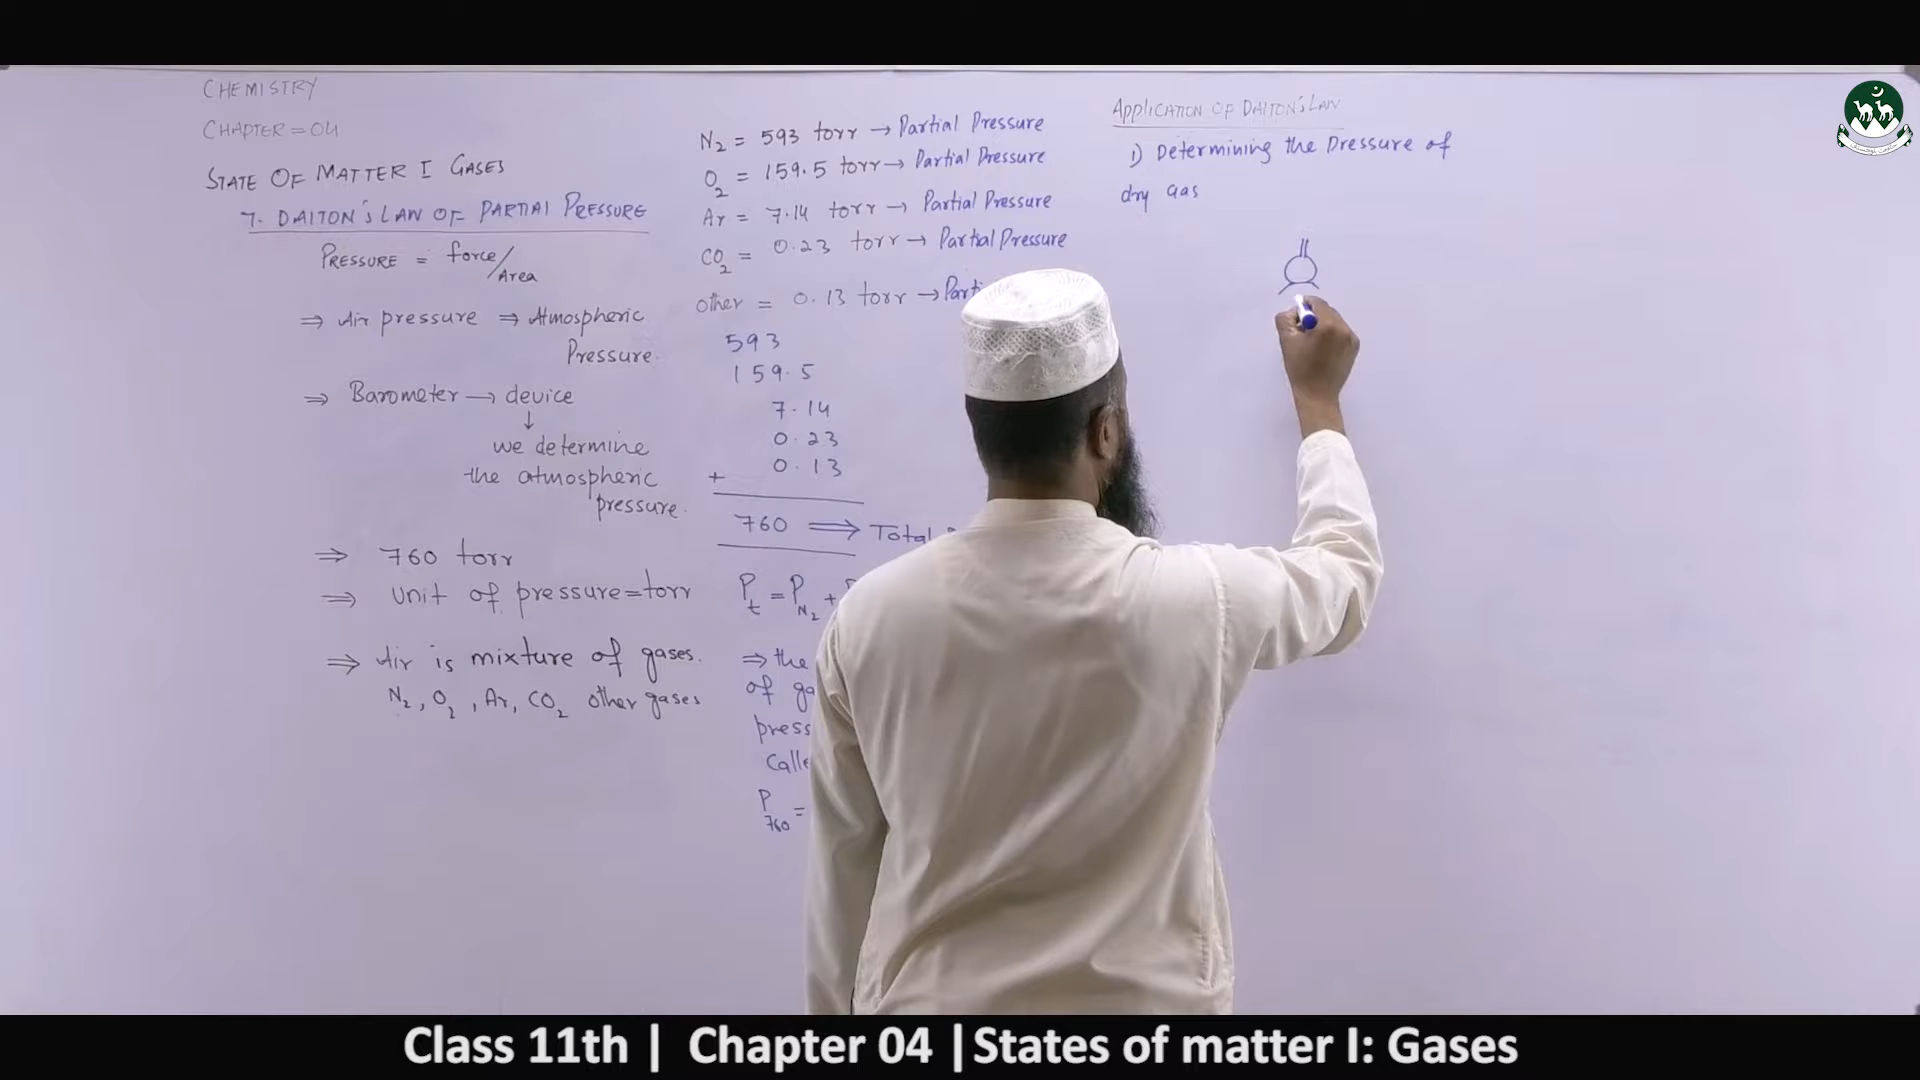 CHEMISTRY
CHAPTER = 04
STATE OF MATTER I GASES
7. DALTON'S LAW OF PARTIAL PRESSURE
PRESSURE = force/Area
⇒ Air pressure ⇒ Atmospheric
Pressure.
⇒ Barometer → device
↓
we determine
the atmospheric
pressure.
⇒ 760 torr
⇒ unit of pressure=torr
⇒ Air is mixture of gases.
N₂, O₂, Ar, CO₂ other gases
N₂ = 593 torr → Partial Pressure
O₂ = 159.5 torr → Partial Pressure
Ar = 7.14 torr → Partial Pressure
CO₂ = 0.23 torr → Partial Pressure
other = 0.13 torr →
593
159.5
7.14
0.23
+ 0.13
760 ⇒ Total
Pt = PN₂ +
⇒ the
of
P760 =
APPLICATION OF DALTON'S LAW
1) Determining the Pressure of
dry gas
Class 11th | Chapter 04 |States of matter I: Gases